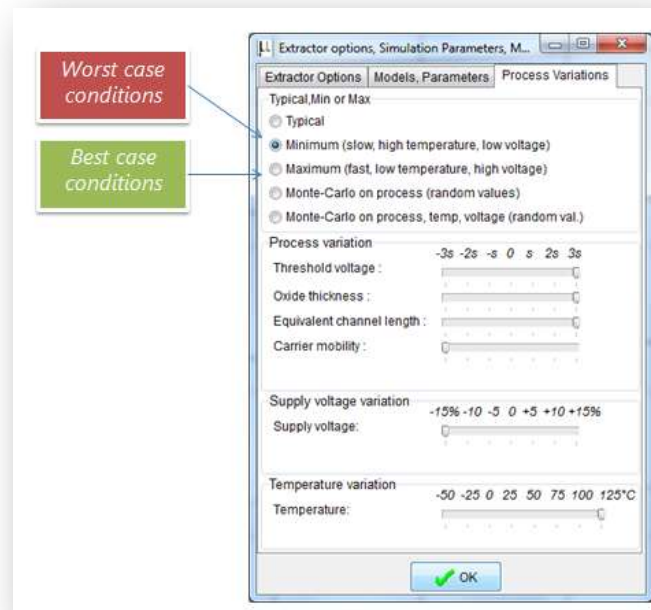 Worst case
conditions
Best case
conditions
Extractor options, Simulation Parameters, M...
Extractor Options Models, Parameters Process Variations
Typical,Min or Max
Typical
Minimum (slow, high temperature, low voltage)
Maximum (fast, low temperature, high voltage)
Monte-Carlo on process (random values)
Monte-Carlo on process, temp, voltage (random val.)
Process variation
-3s -2s -s 0 s 2s 3s
Threshold voltage :
Oxide thickness :
Equivalent channel length :
Carrier mobility :
Supply voltage variation
-15% -10 -5 0 +5 +10 +15%
Supply voltage:
Temperature variation
-50 -25 0 25 50 75 100 125°C
Temperature:
OK